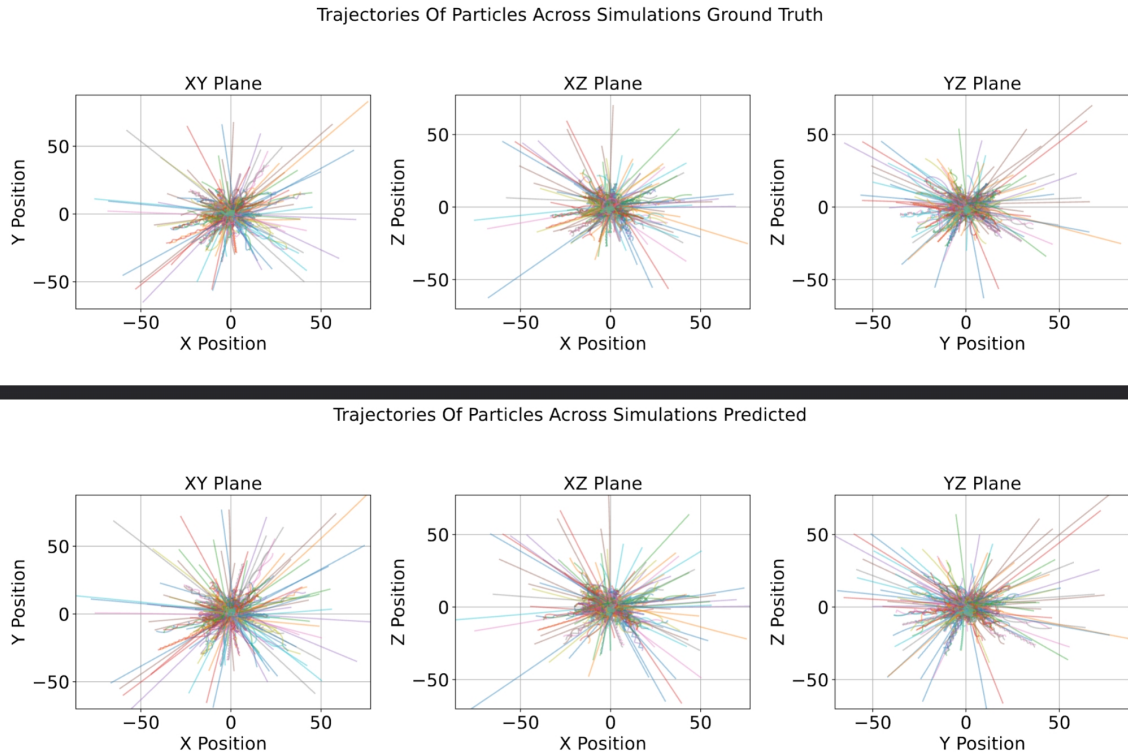 Trajectories Of Particles Across Simulations Ground Truth
XY Plane
XZ Plane
YZ Plane
Y Position
50
0
−50
−50 0 50
X Position
Z Position
50
0
−50
−50 0 50
X Position
Z Position
50
0
−50
−50 0 50
Y Position
Trajectories Of Particles Across Simulations Predicted
XY Plane
XZ Plane
YZ Plane
Y Position
50
0
−50
−50 0 50
X Position
Z Position
50
0
−50
−50 0 50
X Position
Z Position
50
0
−50
−50 0 50
Y Position